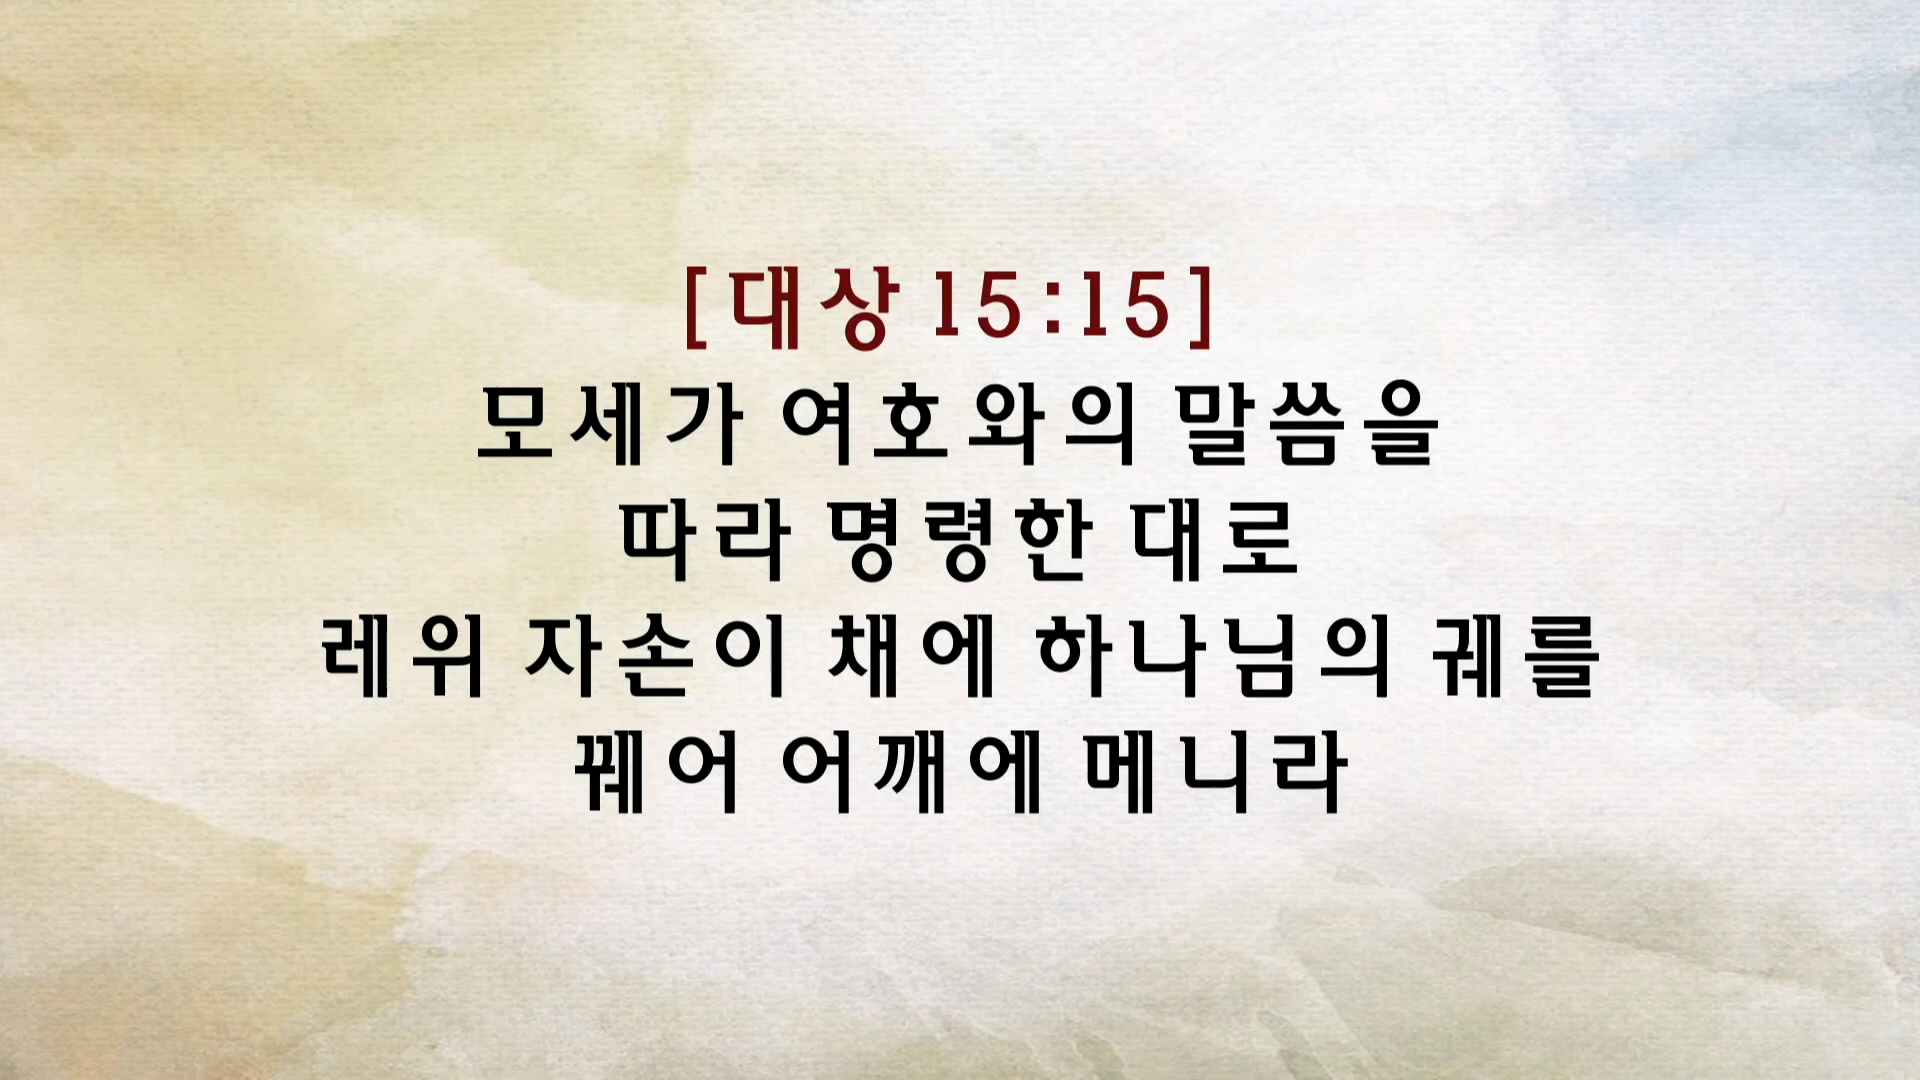 [대상 15:15]
모세가 여호와의 말씀을
따라 명령한 대로
레위 자손이 채에 하나님의 궤를
꿰어 어깨에 메니라